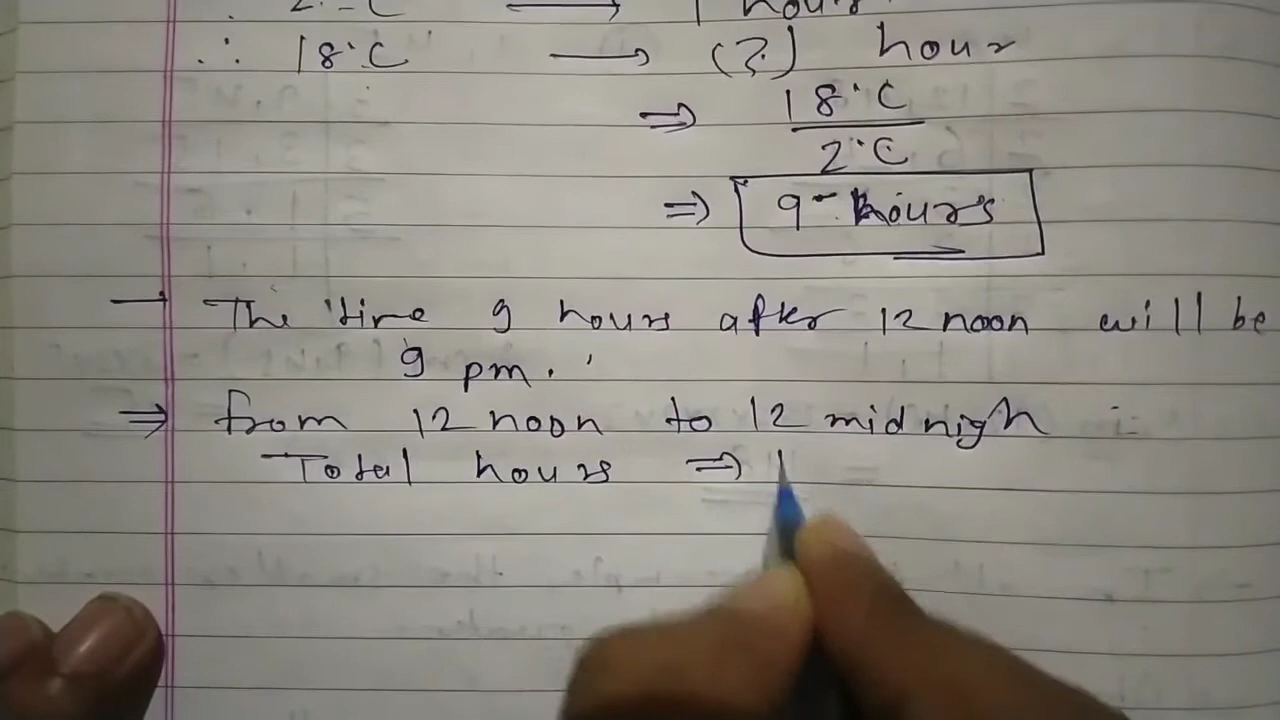 ∴ 18°C ⟶ (?) hour
⇒ 18°C / 2°C
⇒ 9 hours
→ The time 9 hours after 12 noon will be
9 pm.
⇒ from 12 noon to 12 midnigh
Total hours ⇒ 1